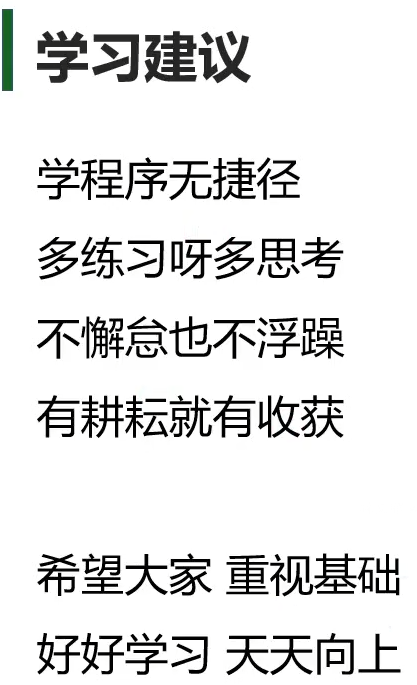 学习建议
学程序无捷径
多练习呀多思考
不懈怠也不浮躁
有耕耘就有收获
希望大家 重视基础
好好学习 天天向上